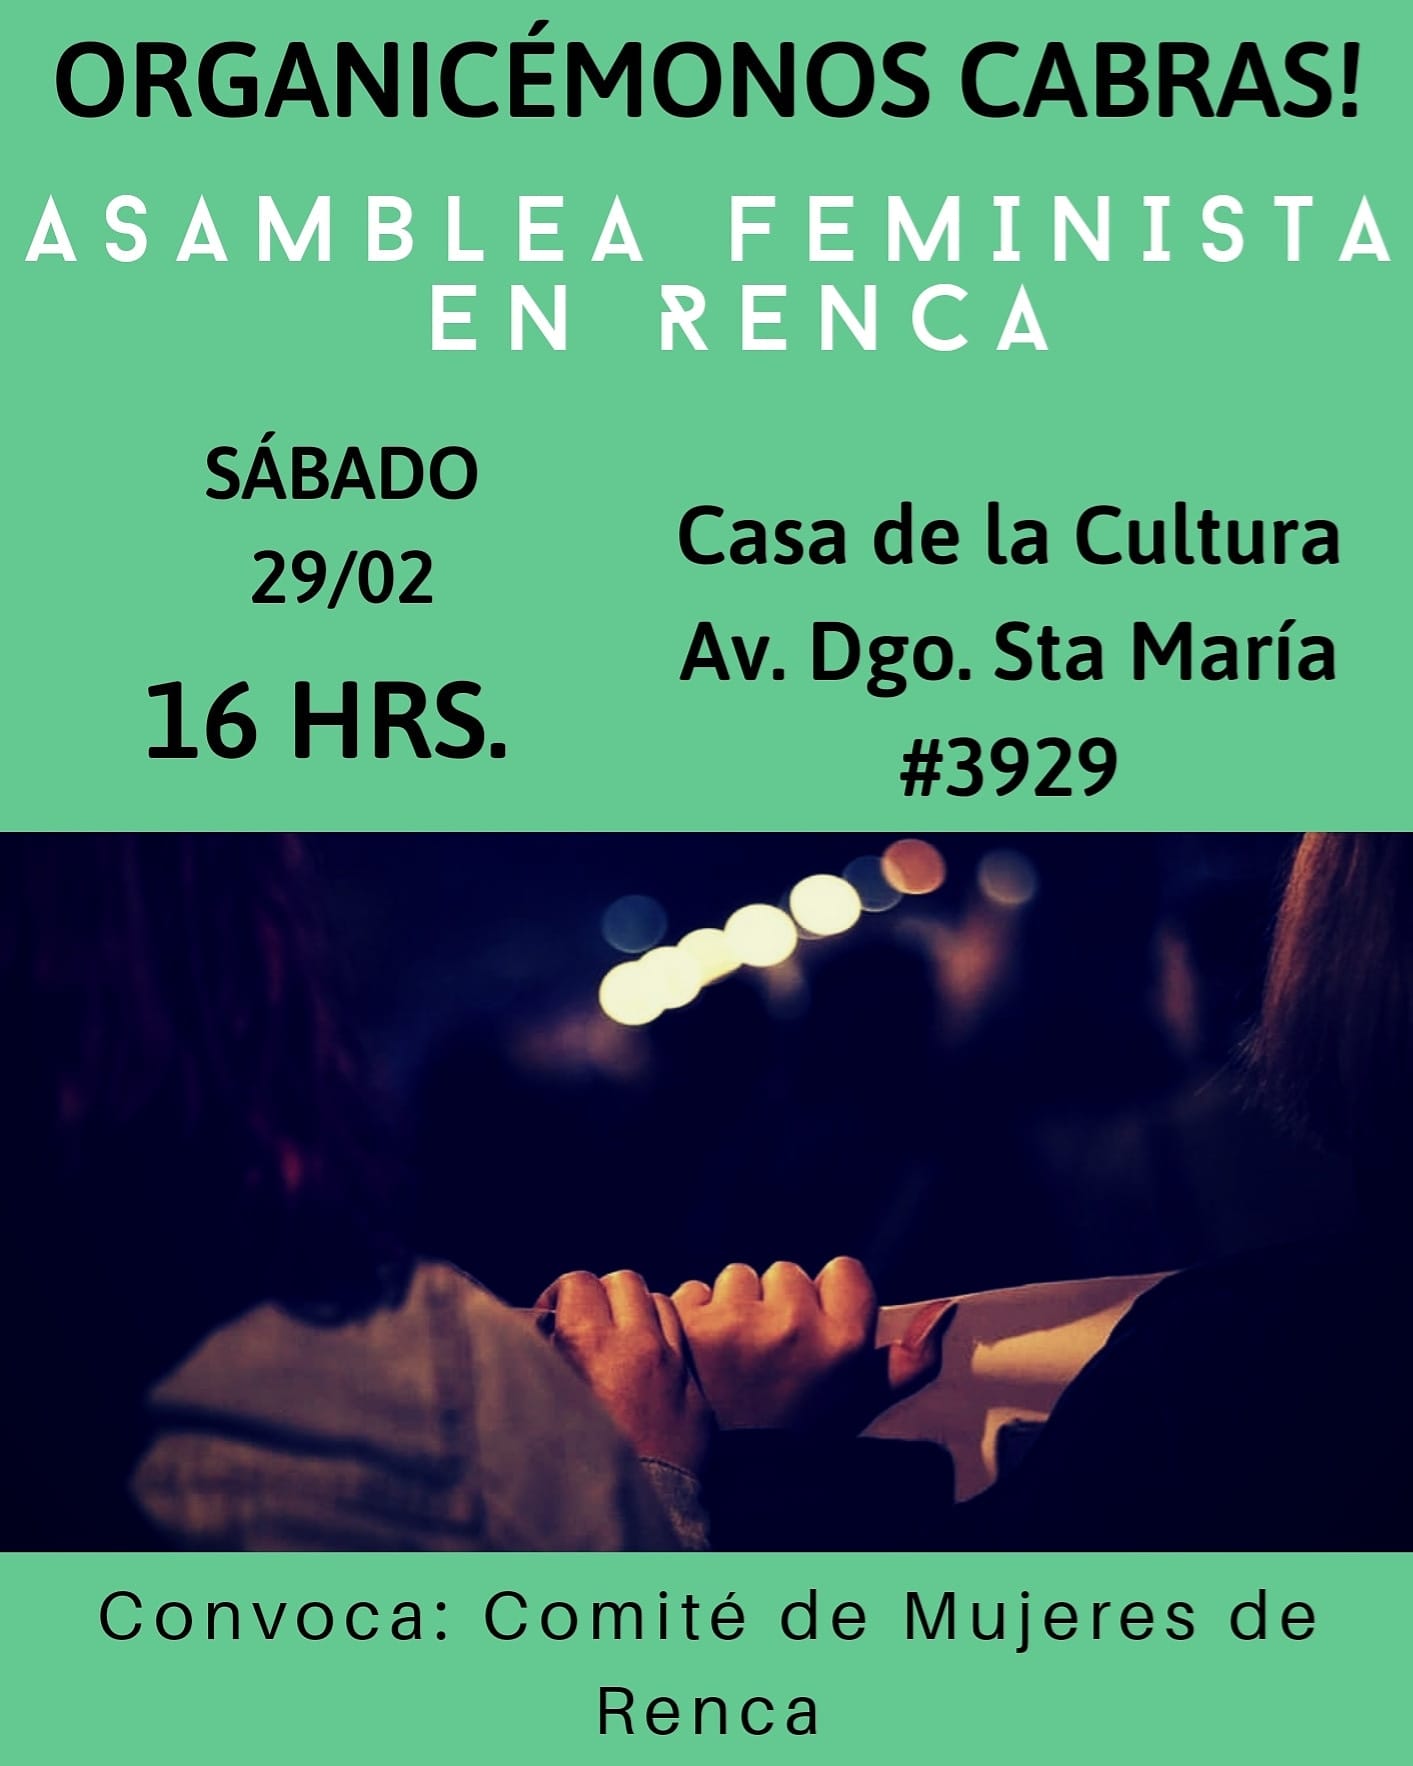 ORGANICÉMONOS CABRAS!
ASAMBLEA FEMINISTA
EN RENCA
SÁBADO
29/02
16 HRS.
Casa de la Cultura
Av. Dgo. Sta María
#3929
Convoca: Comité de Mujeres de
Renca